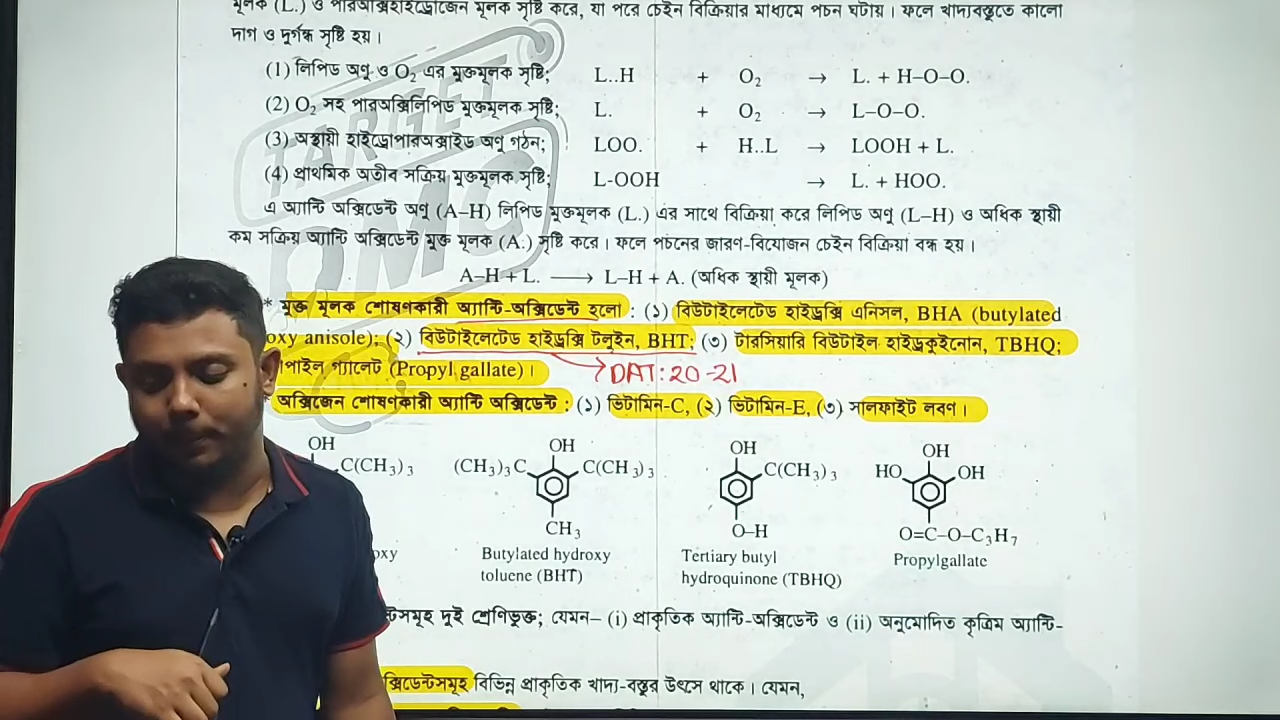 মূলক (L.) ও পারঅক্সিহাইড্রোজেন মূলক সৃষ্টি করে, যা পরে চেইন বিক্রিয়ার মাধ্যমে পচন ঘটায়। ফলে খাদ্যবস্তুতে কালো
দাগ ও দুর্গন্ধ সৃষ্টি হয়।
(1) লিপিড অণু ও O₂ এর মুক্তমূলক সৃষ্টি; L..H + O₂ → L. + H–O–O.
(2) O₂ সহ পারঅক্সিলিপিড মুক্তমূলক সৃষ্টি; L. + O₂ → L–O–O.
(3) অস্থায়ী হাইড্রোপারঅক্সাইড অণু গঠন; LOO. + H..L → LOOH + L.
(4) প্রাথমিক অতীব সক্রিয় মুক্তমূলক সৃষ্টি; L-OOH → L. + HOO.
এ অ্যান্টি অক্সিডেন্ট অণু (A–H) লিপিড মুক্তমূলক (L.) এর সাথে বিক্রিয়া করে লিপিড অণু (L–H) ও অধিক স্থায়ী
কম সক্রিয় অ্যান্টি অক্সিডেন্ট মুক্ত মূলক (A.) সৃষ্টি করে। ফলে পচনের জারণ-বিযোজন চেইন বিক্রিয়া বন্ধ হয়।
A–H + L. ⟶ L–H + A. (অধিক স্থায়ী মূলক)
* মুক্ত মূলক শোষণকারী অ্যান্টি-অক্সিডেন্ট হলো : (১) বিউটাইলেটেড হাইড্রক্সি এনিসল, BHA (butylated
oxy anisole); (২) বিউটাইলেটেড হাইড্রক্সি টলুইন, BHT; (৩) টারসিয়ারি বিউটাইল হাইড্রকুইনোন, TBHQ;
পাইল গ্যালেট (Propyl gallate)। DAT: 20-21
অক্সিজেন শোষণকারী অ্যান্টি অক্সিডেন্ট : (১) ভিটামিন-C, (২) ভিটামিন-E, (৩) সালফাইট লবণ।
OH OH OH OH
C(CH₃)₃ (CH₃)₃C C(CH₃)₃ C(CH₃)₃ HO OH
CH₃ O–H O=C–O–C₃H₇
oxy Butylated hydroxy Tertiary butyl Propylgallate
toluene (BHT) hydroquinone (TBHQ)
ন্টসমূহ দুই শ্রেণিভুক্ত; যেমন– (i) প্রাকৃতিক অ্যান্টি-অক্সিডেন্ট ও (ii) অনুমোদিত কৃত্রিম অ্যান্টি-
ক্সিডেন্টসমূহ বিভিন্ন প্রাকৃতিক খাদ্য-বস্তুর উৎসে থাকে। যেমন,
TARGET
DMC